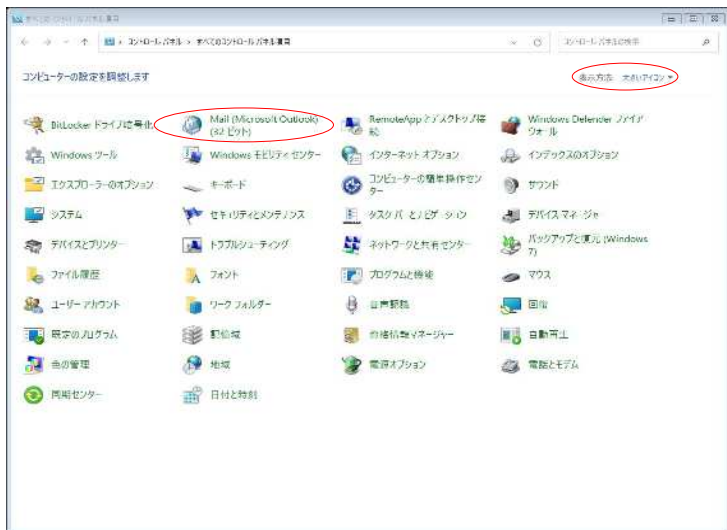 すべてのコントロール パネル項目
コントロール パネル › すべてのコントロール パネル項目
コントロール パネルの検索
コンピューターの設定を調整します
表示方法: 大きいアイコン
BitLocker ドライブ暗号化
Mail (Microsoft Outlook)
(32 ビット)
RemoteApp とデスクトップ接
続
Windows Defender ファイア
ウォール
Windows ツール
Windows モビリティ センター
インターネット オプション
インデックスのオプション
エクスプローラーのオプション
キーボード
コンピューターの簡単操作セン
ター
サウンド
システム
セキュリティとメンテナンス
タスク バーとナビゲーション
デバイス マネージャー
デバイスとプリンター
トラブルシューティング
ネットワークと共有センター
バックアップと復元 (Windows
7)
ファイル履歴
フォント
プログラムと機能
マウス
ユーザー アカウント
ワーク フォルダー
音声認識
回復
既定のプログラム
記憶域
資格情報マネージャー
自動再生
色の管理
地域
電源オプション
電話とモデム
同期センター
日付と時刻